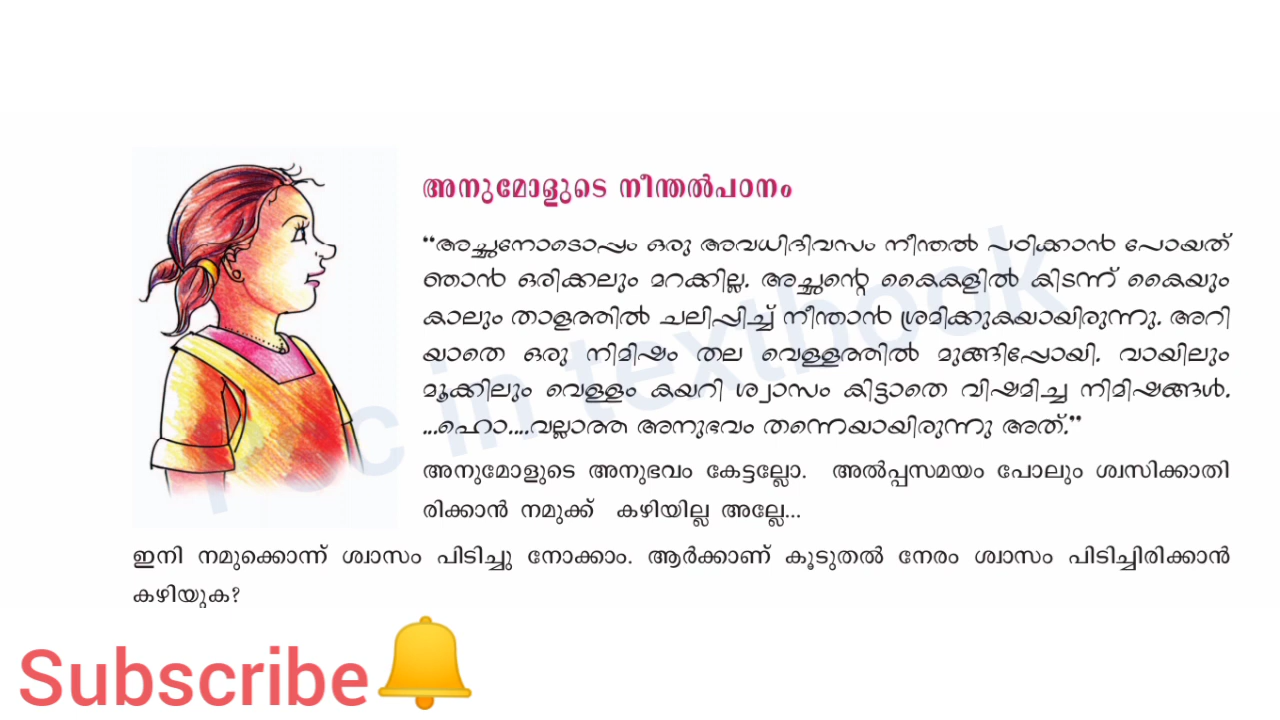 അനുമോളുടെ നീന്തൽപഠനം
“അച്ഛനോടൊപ്പം ഒരു അവധിദിവസം നീന്തൽ പഠിക്കാൻ പോയത്
ഞാൻ ഒരിക്കലും മറക്കില്ല. അച്ഛന്റെ കൈകളിൽ കിടന്ന് കൈയും
കാലും താളത്തിൽ ചലിപ്പിച്ച് നീന്താൻ ശ്രമിക്കുകയായിരുന്നു. അറി
യാതെ ഒരു നിമിഷം തല വെള്ളത്തിൽ മുങ്ങിപ്പോയി. വായിലും
മൂക്കിലും വെള്ളം കയറി ശ്വാസം കിട്ടാതെ വിഷമിച്ച നിമിഷങ്ങൾ.
...ഹൊ....വല്ലാത്ത അനുഭവം തന്നെയായിരുന്നു അത്.”
അനുമോളുടെ അനുഭവം കേട്ടല്ലോ. അൽപ്പസമയം പോലും ശ്വസിക്കാതി
രിക്കാൻ നമുക്ക് കഴിയില്ല അല്ലേ...
ഇനി നമുക്കൊന്ന് ശ്വാസം പിടിച്ചു നോക്കാം. ആർക്കാണ് കൂടുതൽ നേരം ശ്വാസം പിടിച്ചിരിക്കാൻ
കഴിയുക?
Subscribe